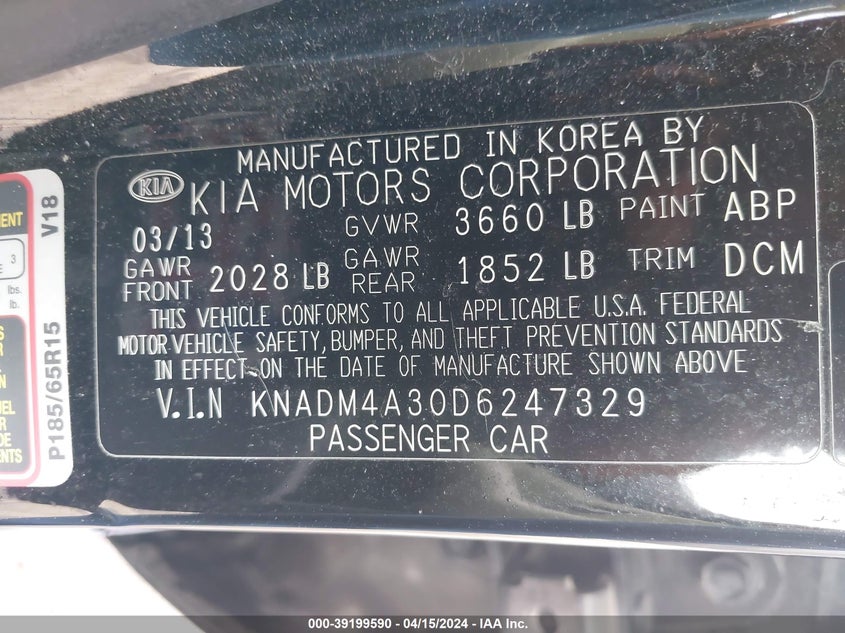 MANUFACTURED IN KOREA BY
KIA KIA MOTORS CORPORATION
03/13 GVWR 3660 LB PAINT ABP
GAWR FRONT 2028 LB GAWR REAR 1852 LB TRIM DCM
THIS VEHICLE CONFORMS TO ALL APPLICABLE U.S.A. FEDERAL
MOTOR VEHICLE SAFETY, BUMPER, AND THEFT PREVENTION STANDARDS
IN EFFECT ON THE DATE OF MANUFACTURE SHOWN ABOVE
V.I.N KNADM4A30D6247329
PASSENGER CAR
P185/65R15 V18
3
lbs.
lb.
000-39199590 - 04/15/2024 - IAA Inc.